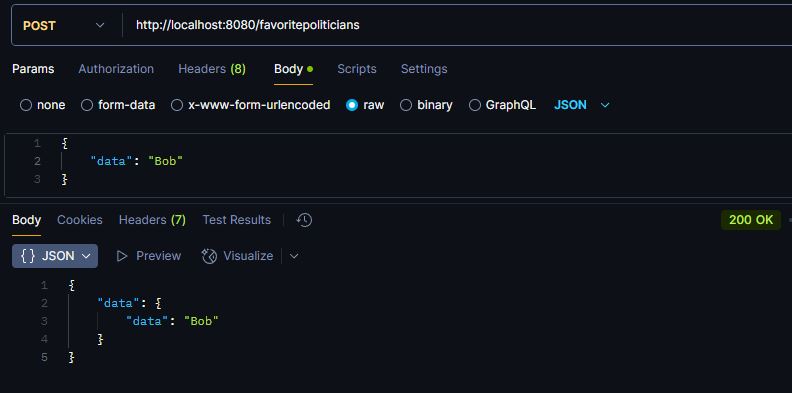 POST http://localhost:8080/favoritepoliticians
Params Authorization Headers (8) Body Scripts Settings
none form-data x-www-form-urlencoded raw binary GraphQL JSON
1 {
2 "data": "Bob"
3 }
Body Cookies Headers (7) Test Results 200 OK
{} JSON Preview Visualize
1 {
2 "data": {
3 "data": "Bob"
4 }
5 }